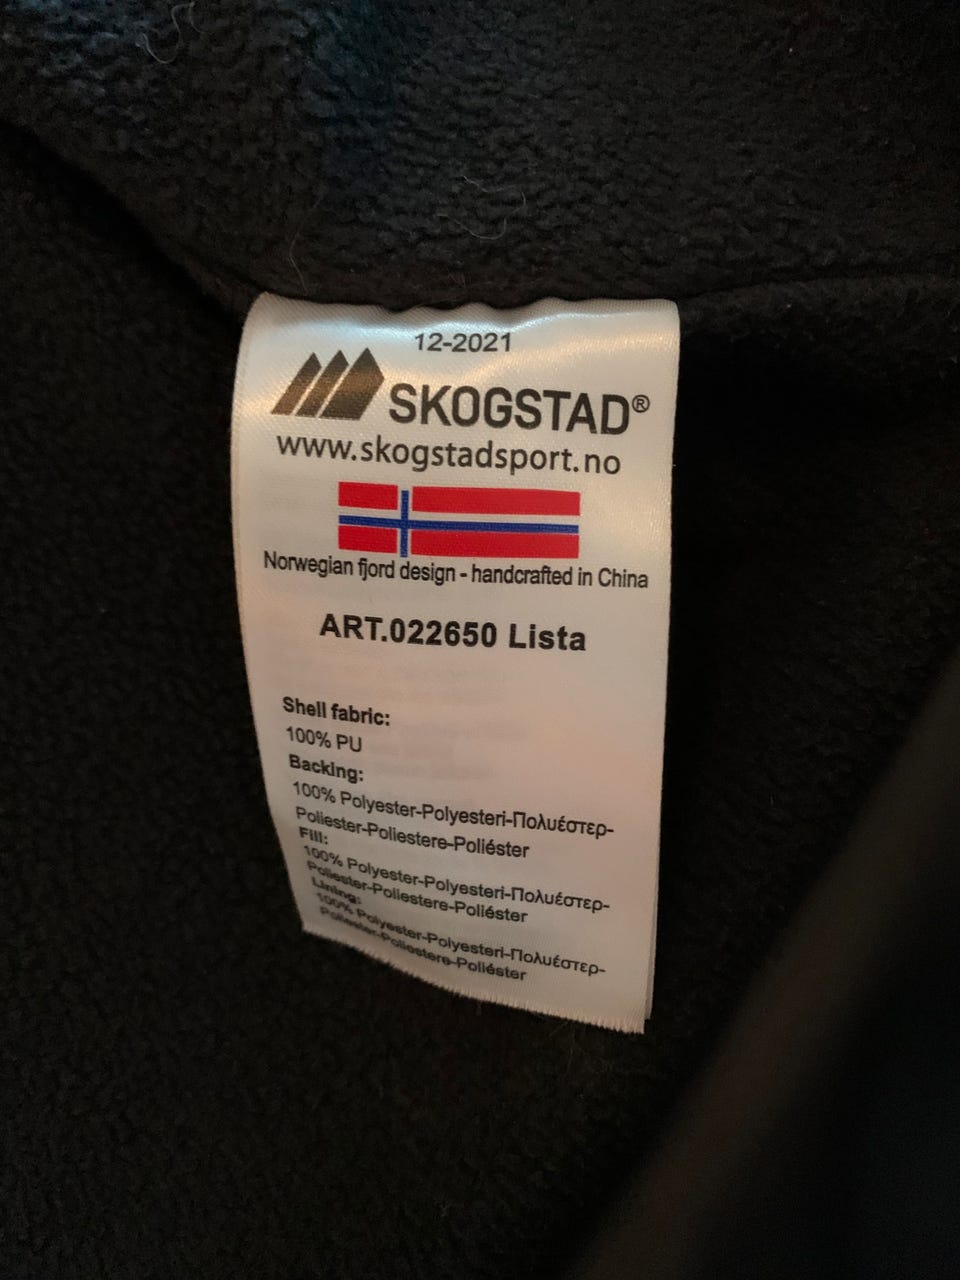 12-2021
SKOGSTAD®
www.skogstadsport.no
Norwegian fjord design - handcrafted in China
ART.022650 Lista
Shell fabric:
100% PU
Backing:
100% Polyester-Polyesteri-Πολυέστερ-
Poliester-Poliestere-Poliéster
Fill:
100% Polyester-Polyesteri-Πολυέστερ-
Poliester-Poliestere-Poliéster
Lining:
100% Polyester-Polyesteri-Πολυέστερ-
Poliester-Poliestere-Poliéster